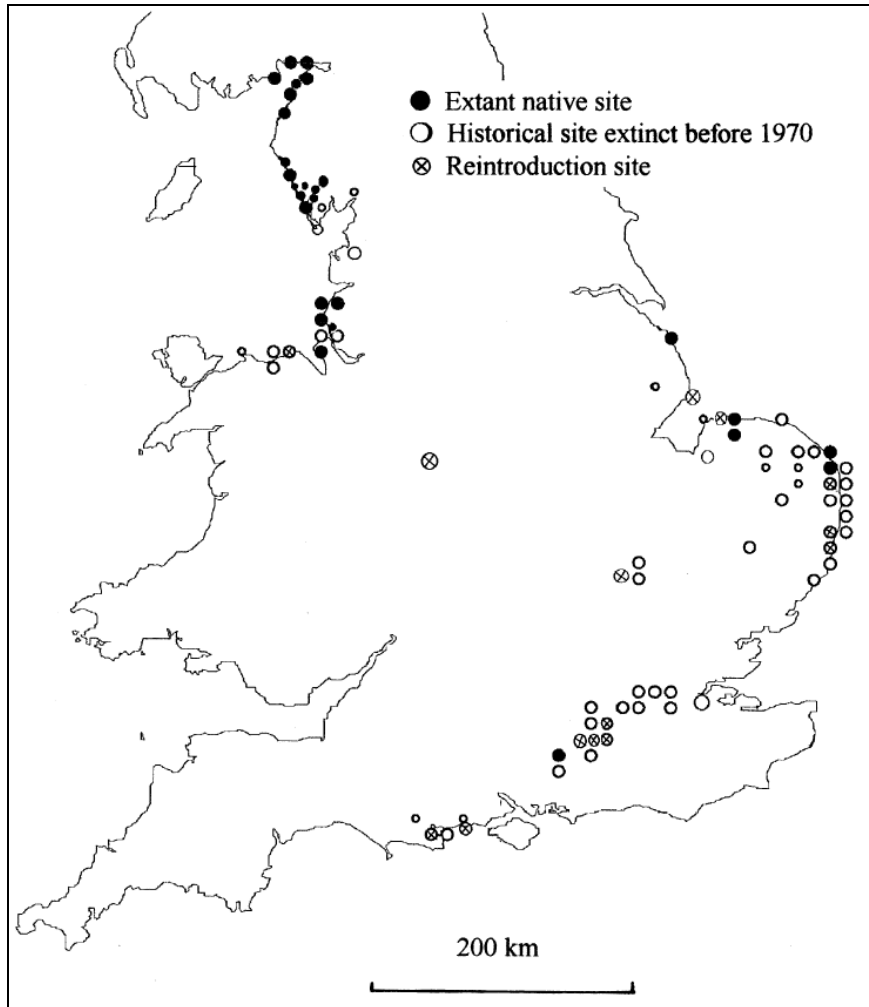 Extant native site
Historical site extinct before 1970
Reintroduction site
200 km